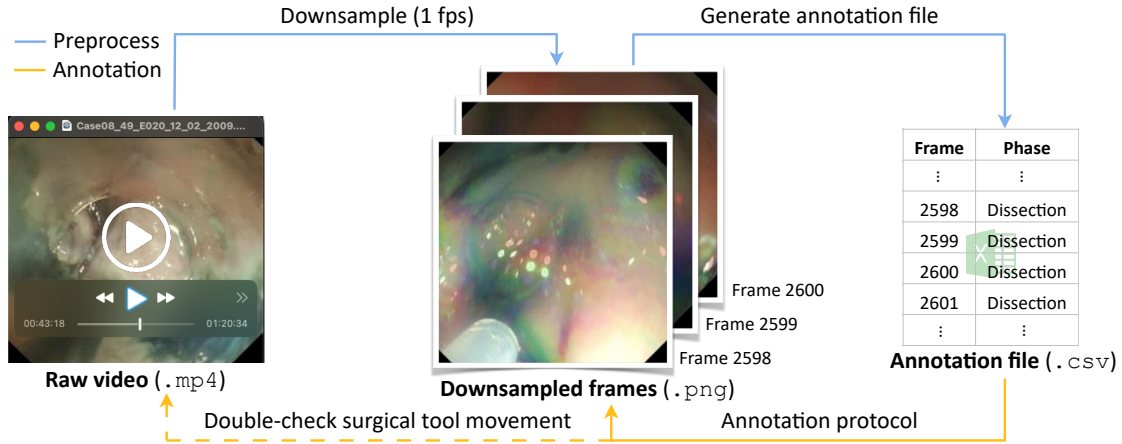 Downsample (1 fps)
Generate annotation file
Preprocess
Annotation
Case08_49_E020_12_02_2009....
00:43:18
01:20:34
Raw video (.mp4)
Frame 2600
Frame 2599
Frame 2598
Downsampled frames (.png)
Frame Phase
⋮ ⋮
2598 Dissection
2599 Dissection
2600 Dissection
2601 Dissection
⋮ ⋮
X
Annotation file (.csv)
Double-check surgical tool movement
Annotation protocol